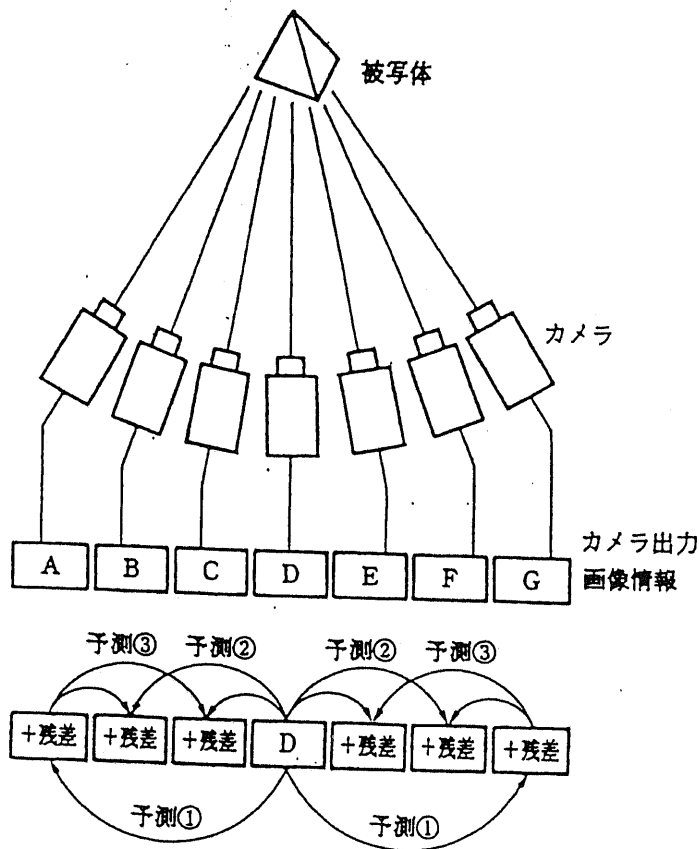 被写体
カメラ
カメラ出力
画像情報
A B C D E F G
予測③ 予測② 予測② 予測③
+残差 +残差 +残差 D +残差 +残差 +残差
予測① 予測①